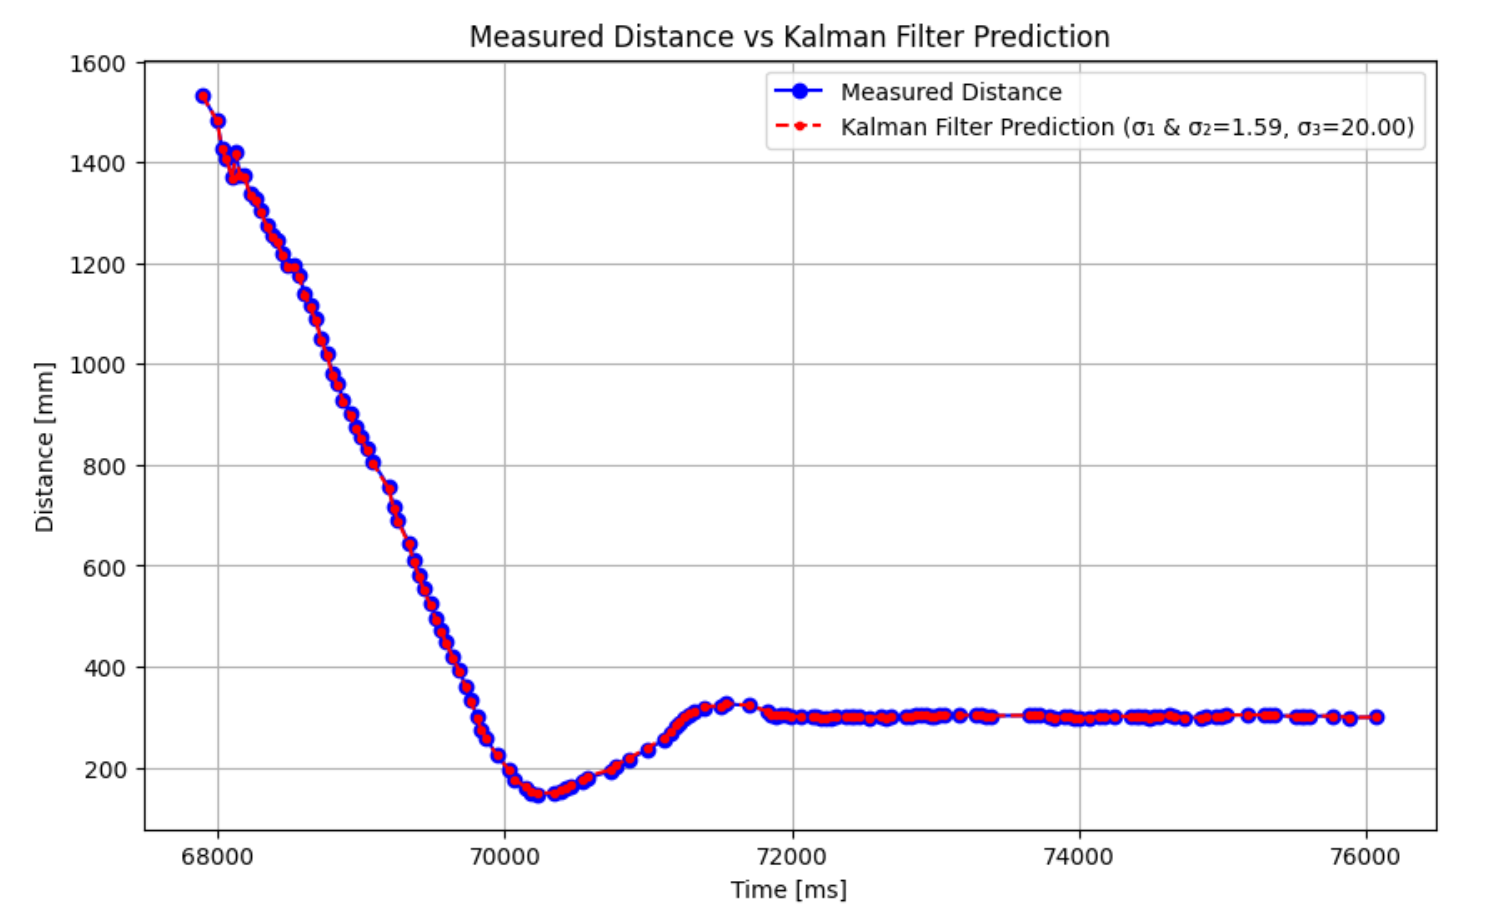 Measured Distance vs Kalman Filter Prediction
Measured Distance
Kalman Filter Prediction (σ₁ & σ₂=1.59, σ₃=20.00)
1600
1400
1200
1000
800
600
400
200
Distance [mm]
68000 70000 72000 74000 76000
Time [ms]